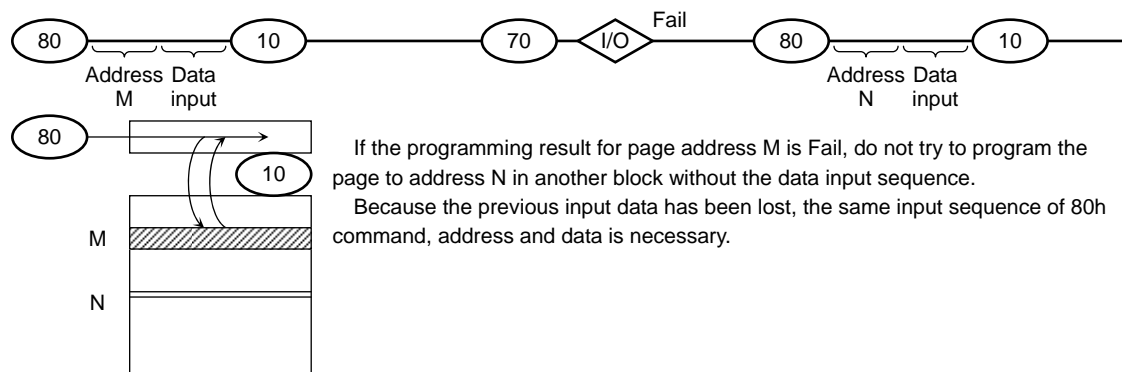 Fail
80 10 70 I/O 80 10
Address Data Address Data
M input N input
80
If the programming result for page address M is Fail, do not try to program the
10
page to address N in another block without the data input sequence.
Because the previous input data has been lost, the same input sequence of 80h
M
command, address and data is necessary.
N